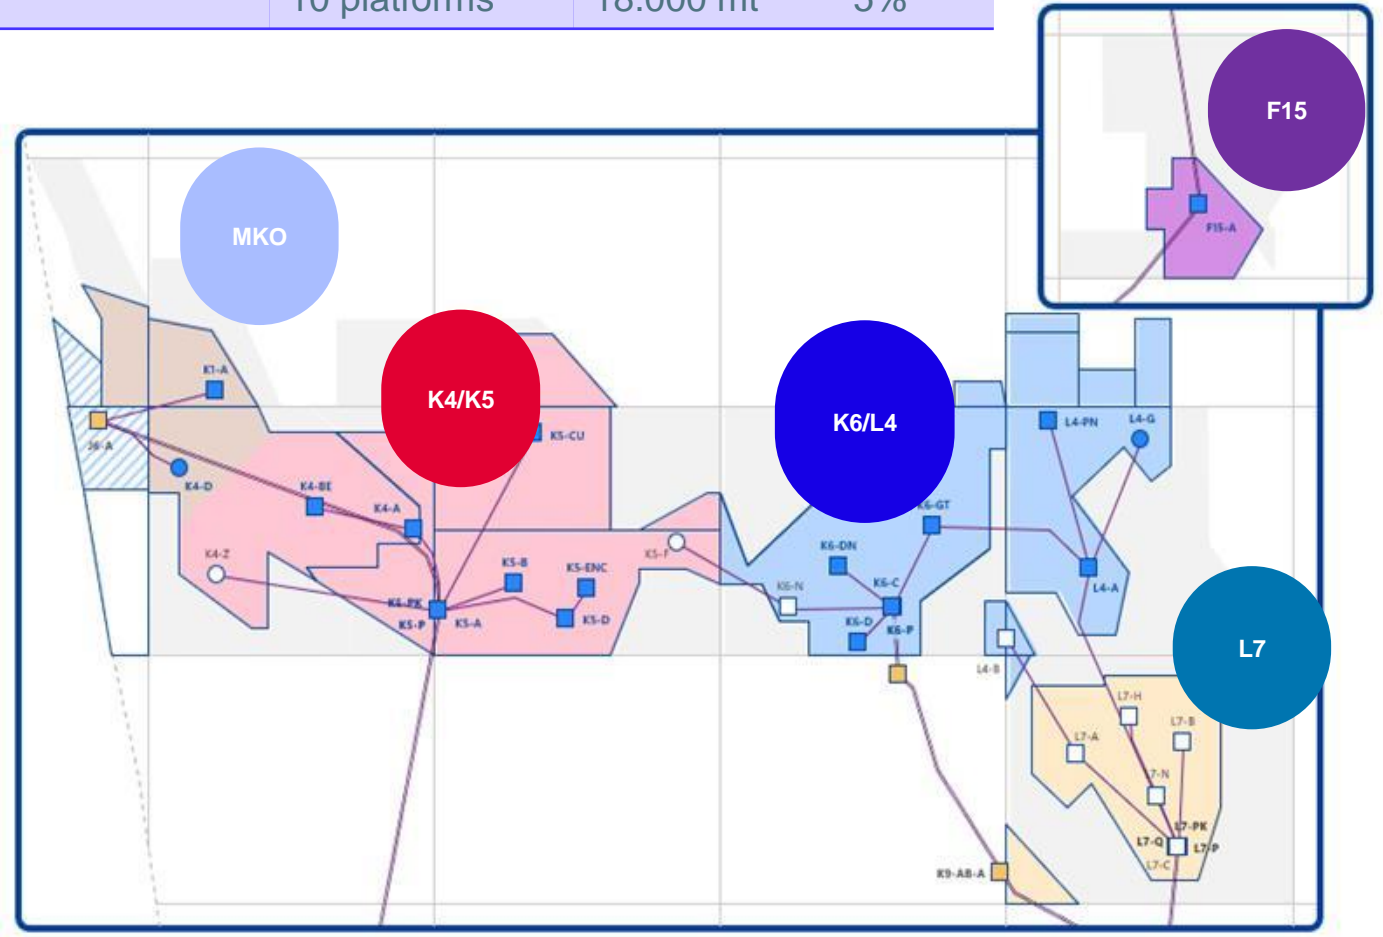 10 platforms 18.000 mt 5%
F15
F15-A
MKO
K1-A
K4/K5
K6/L4
K5-CU
L4-PN
L4-G
J6-A
K4-D
K4-BE
K4-A
K6-GT
K4-Z
K5-B
K5-ENC
K5-F
K6-DN
K6-N
K6-C
L4-A
K5-PK
K5-P
K5-A
K5-D
K6-D
K6-P
L4-B
L7
L7-H
L7-B
L7-A
L7-N
L7-PK
L7-Q
L7-P
L7-C
K9-AB-A